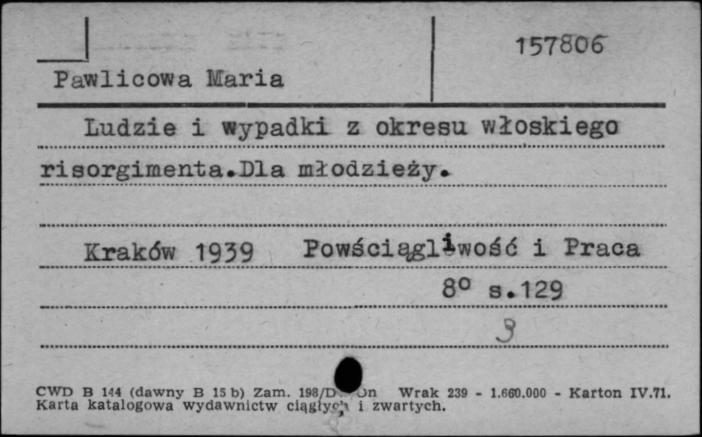 157806
Pawlicowa Maria
Ludzie i wypadki z okresu włoskiego
risorgimenta.Dla młodzieży.
Kraków 1939 Powściągliwość i Praca
8° s.129
3
CWD B 144 (dawny B 15 b) Zam. 198/D Wrak 239 - 1.660.000 - Karton IV.71.
Karta katalogowa wydawnictw ciągłych i zwartych.